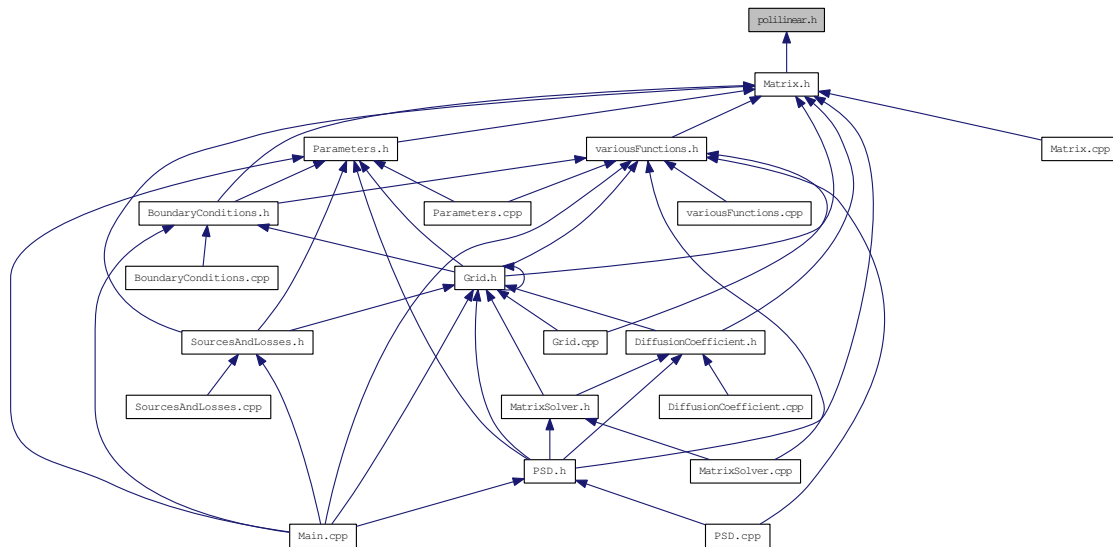 polilinear.h
Matrix.h
Parameters.h
variousFunctions.h
Matrix.cpp
BoundaryConditions.h
Parameters.cpp
variousFunctions.cpp
BoundaryConditions.cpp
Grid.h
SourcesAndLosses.h
Grid.cpp
DiffusionCoefficient.h
SourcesAndLosses.cpp
MatrixSolver.h
DiffusionCoefficient.cpp
PSD.h
MatrixSolver.cpp
Main.cpp
PSD.cpp